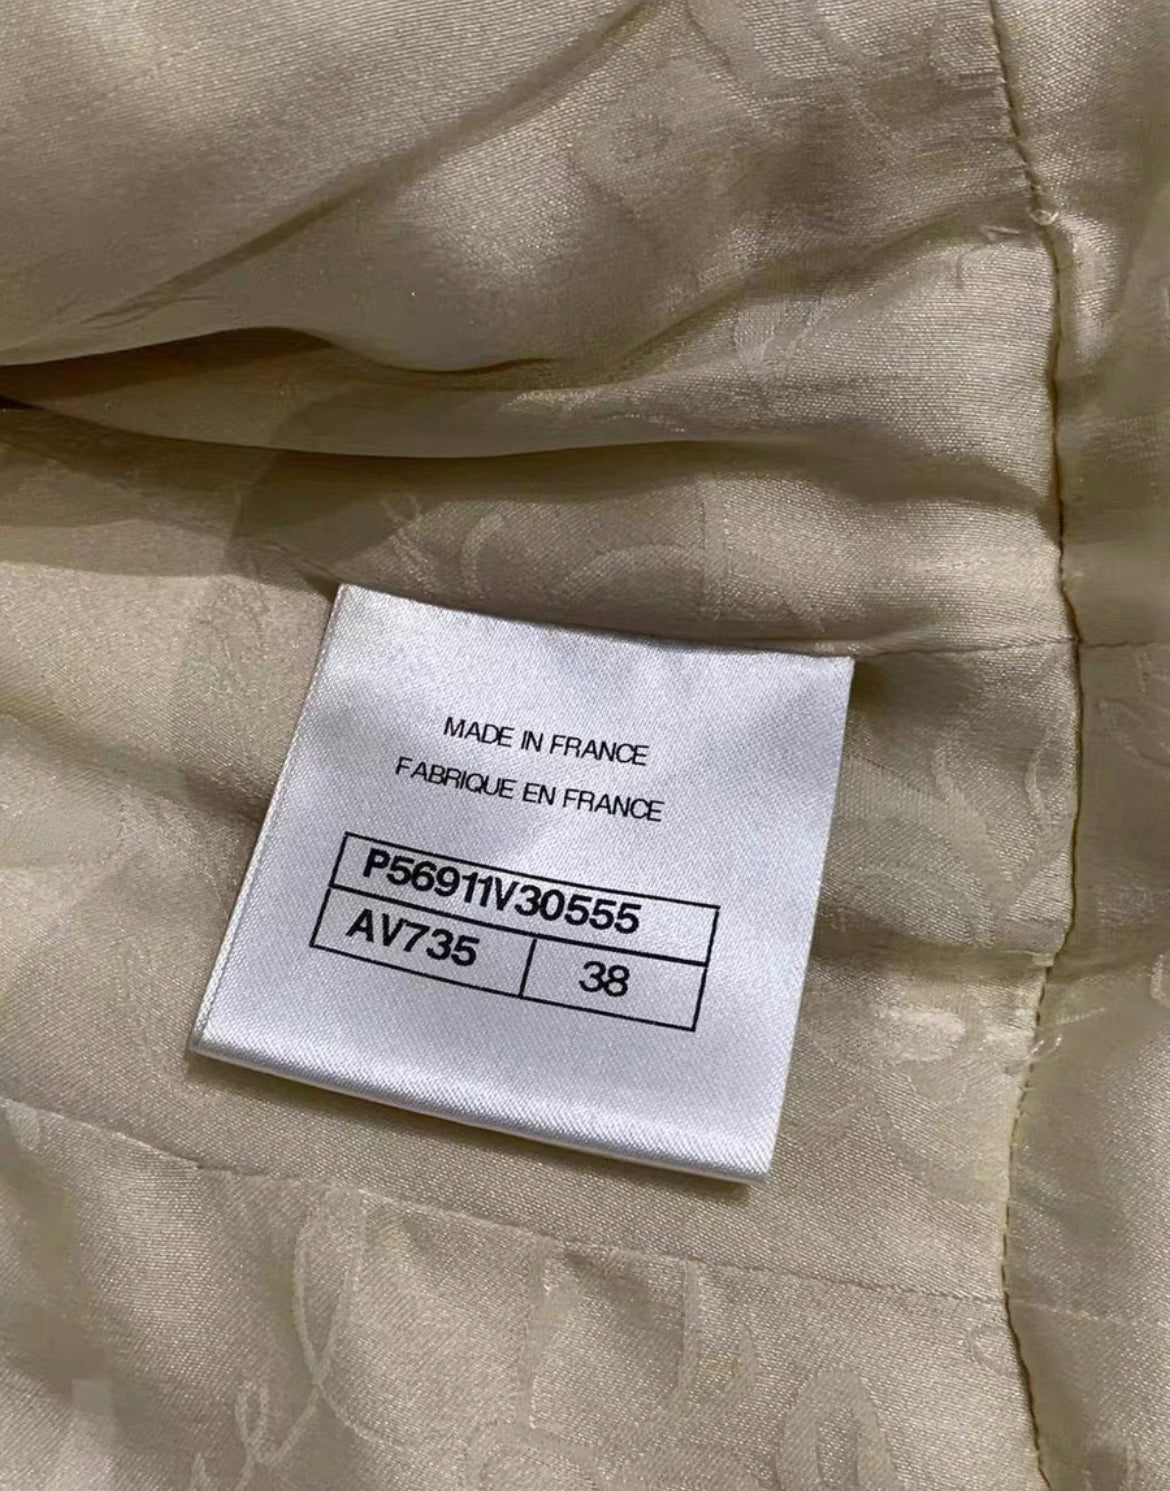 MADE IN FRANCE
FABRIQUE EN FRANCE
P56911V30555
AV735 38